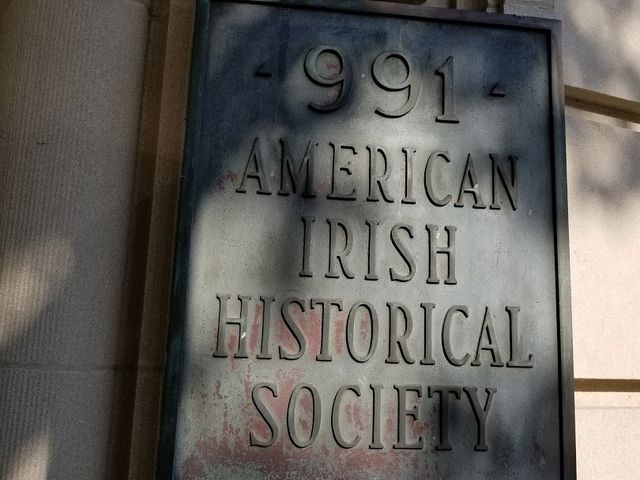 991
AMERICAN
IRISH
HISTORICAL
SOCIETY